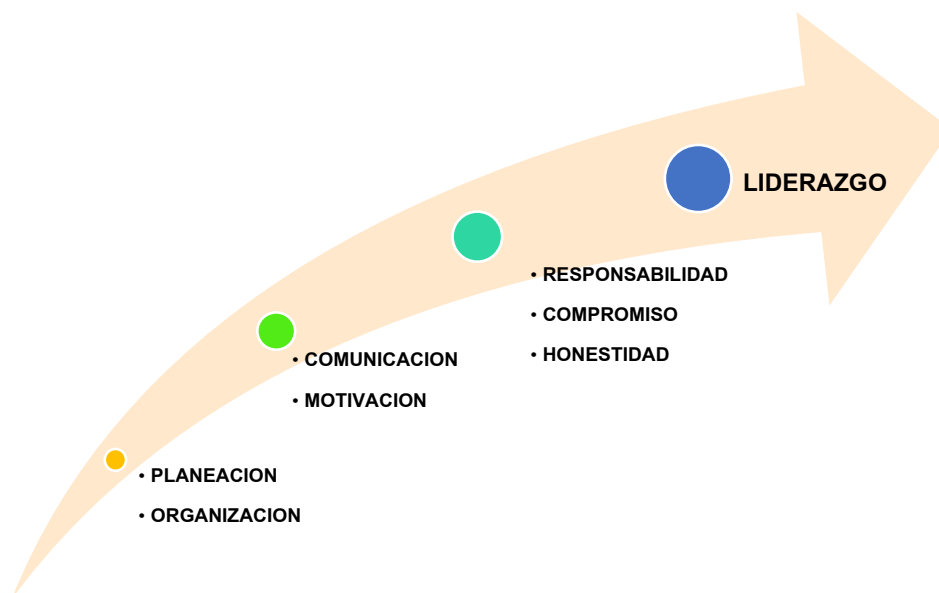 LIDERAZGO
• RESPONSABILIDAD
• COMPROMISO
• HONESTIDAD
• COMUNICACION
• MOTIVACION
• PLANEACION
• ORGANIZACION